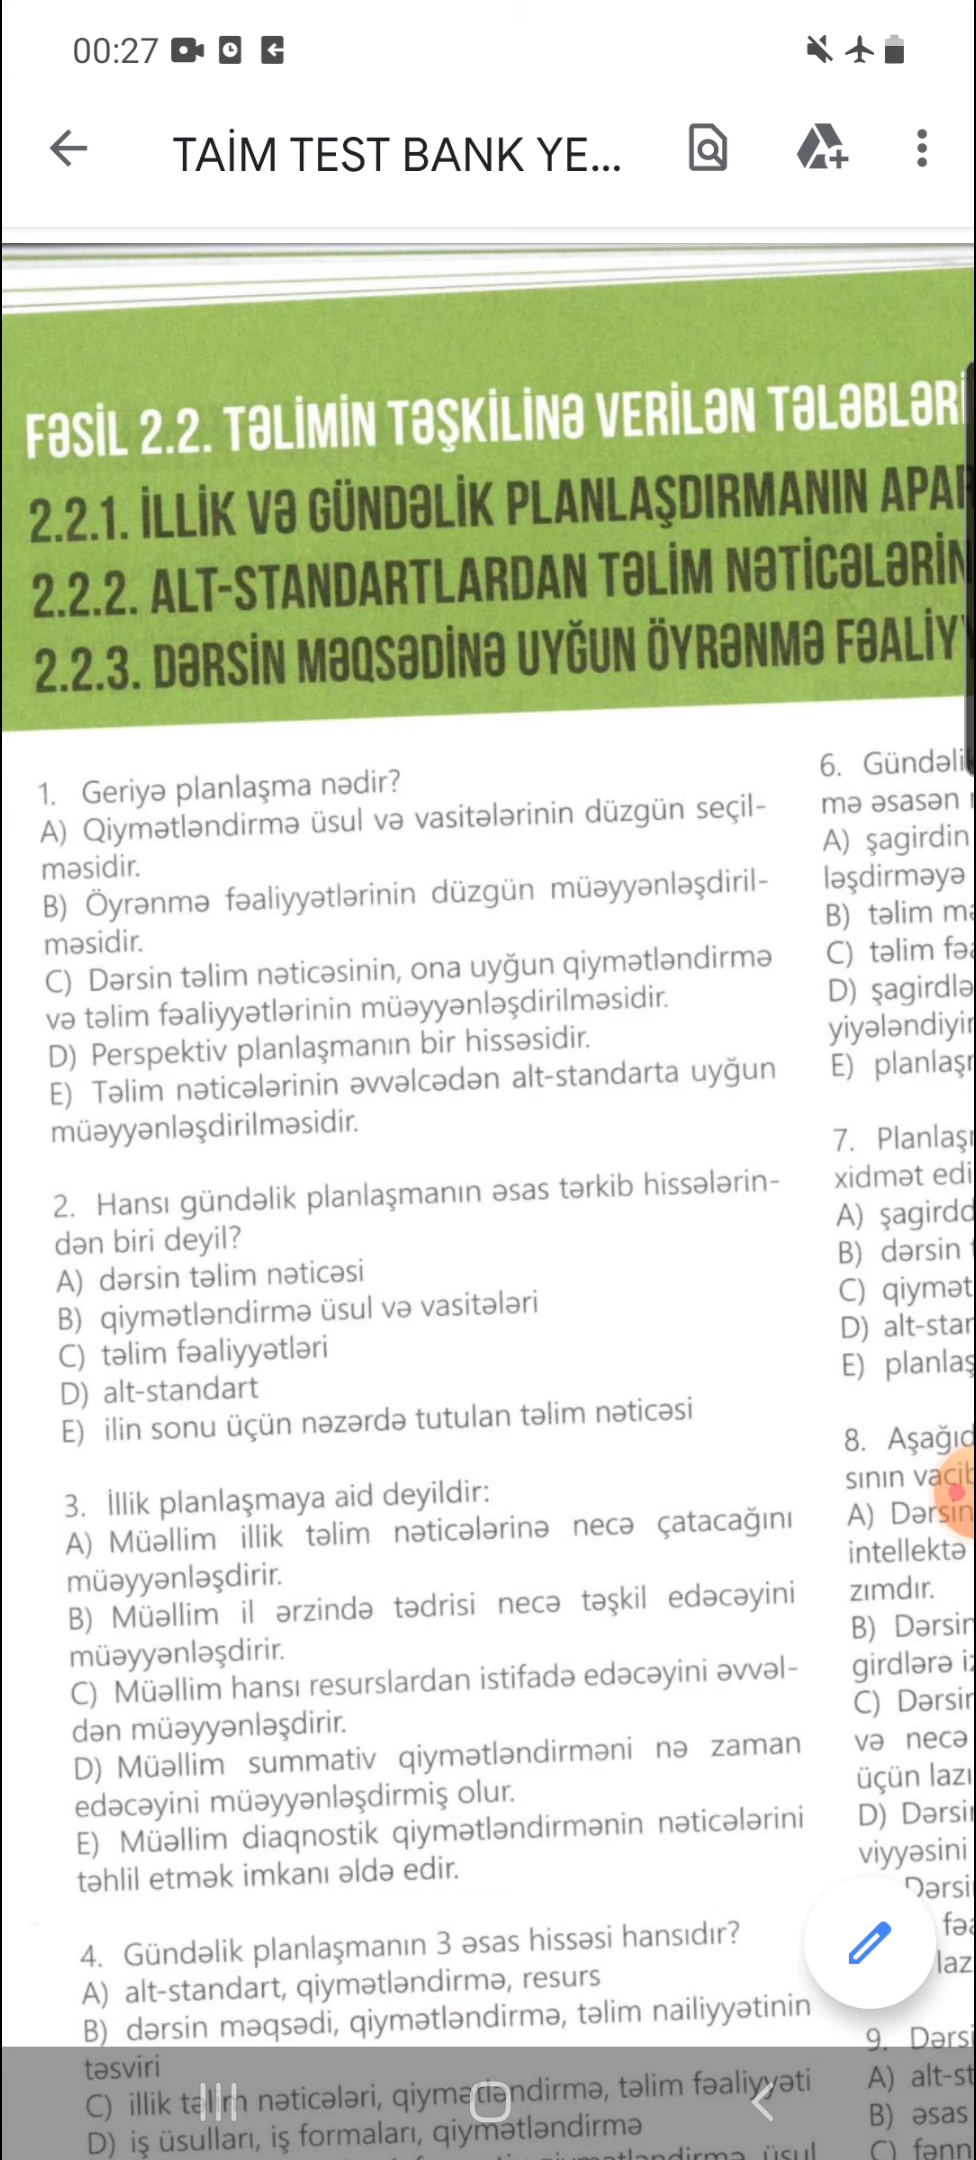 00:27
TAİM TEST BANK YE...
FƏSİL 2.2. TƏLİMİN TƏŞKİLİNƏ VERİLƏN TƏLƏBLƏRİ
2.2.1. İLLİK VƏ GÜNDƏLİK PLANLAŞDIRMANIN
2.2.2. ALT-STANDARTLARDAN TƏLİM NƏTİCƏLƏRİN
2.2.3. DƏRSİN MƏQSƏDİNƏ UYĞUN ÖYRƏNMƏ FƏALİY
1. Geriyə planlaşma nədir?
A) Qiymətləndirmə üsul və vasitələrinin düzgün seçil-
məsidir.
B) Öyrənmə fəaliyyətlərinin düzgün müəyyənləşdiril-
məsidir.
C) Dərsin təlim nəticəsinin, ona uyğun qiymətləndirmə
və təlim fəaliyyətlərinin müəyyənləşdirilməsidir.
D) Perspektiv planlaşmanın bir hissəsidir.
E) Təlim nəticələrinin əvvəlcədən alt-standarta uyğun
müəyyənləşdirilməsidir.
2. Hansı gündəlik planlaşmanın əsas tərkib hissələrin-
dən biri deyil?
A) dərsin təlim nəticəsi
B) qiymətləndirmə üsul və vasitələri
C) təlim fəaliyyətləri
D) alt-standart
E) ilin sonu üçün nəzərdə tutulan təlim nəticəsi
3. İllik planlaşmaya aid deyildir:
A) Müəllim illik təlim nəticələrinə necə çatacağını
müəyyənləşdirir.
B) Müəllim il ərzində tədrisi necə təşkil edəcəyini
müəyyənləşdirir.
C) Müəllim hansı resurslardan istifadə edəcəyini əvvəl-
dən müəyyənləşdirir.
D) Müəllim summativ qiymətləndirməni nə zaman
edəcəyini müəyyənləşdirmiş olur.
E) Müəllim diaqnostik qiymətləndirmənin nəticələrini
təhlil etmək imkanı əldə edir.
4. Gündəlik planlaşmanın 3 əsas hissəsi hansıdır?
A) alt-standart, qiymətləndirmə, resurs
B) dərsin məqsədi, qiymətləndirmə, təlim nailiyyətinin
təsviri
C) illik təlim nəticələri, qiymətləndirmə, təlim fəaliyyəti
D) iş üsulları, iş formaları, qiymətləndirmə
üsul
6. Gündəli
mə əsasən
A) şagirdin
ləşdirməyə
B) təlim
C) təlim
D) şagirdlə
yiyələndiyi
E) planlaş
7. Planlaş
xidmət edi
A) şagird
B) dərsin
C) qiymət
D) alt-stan
E) planlaş
8. Aşağıd
sının vacib
A) Dərsin
intellektə
zımdır.
B) Dərsin
girdlərə
C) Dərsin
və necə
üçün lazı
D) Dərsin
viyyəsini
Dərsi
laz
9. Dərsi
A) alt-st
B) əsas
C) fənn